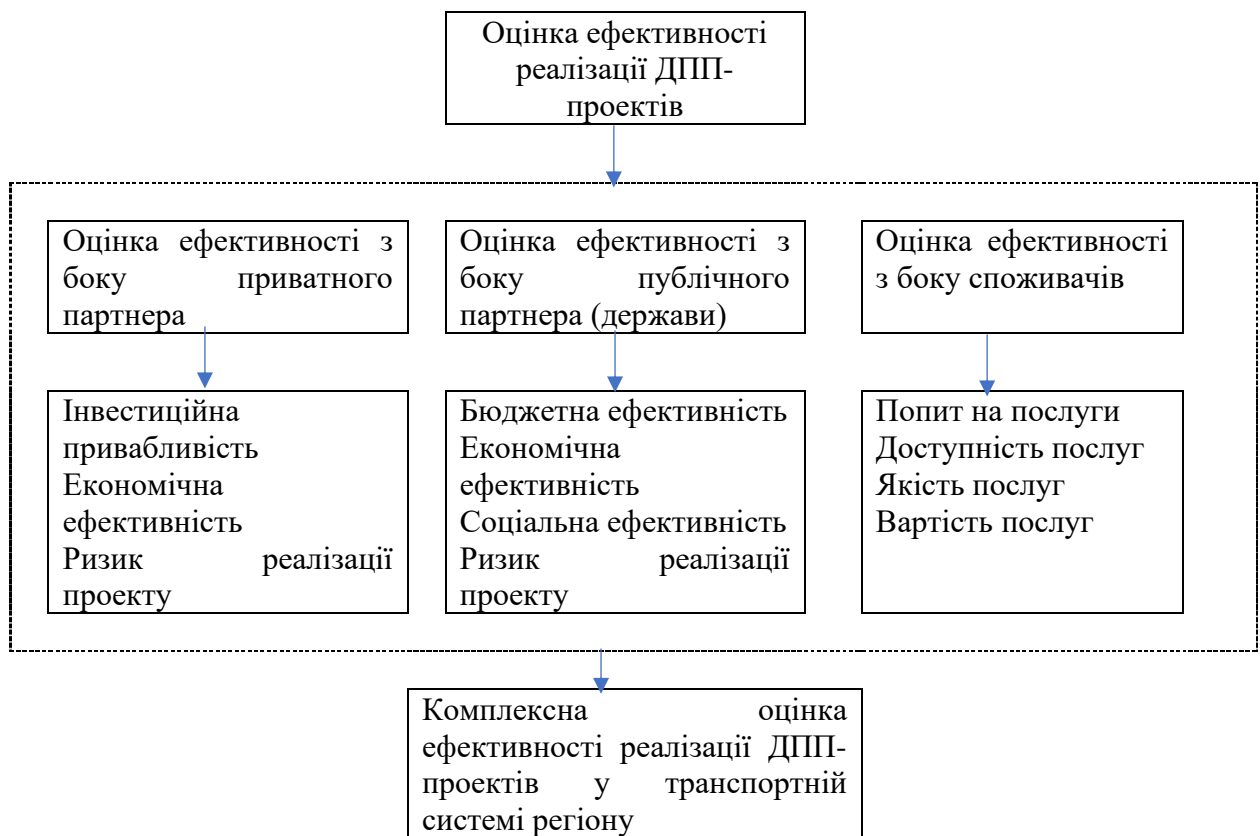 Оцінка ефективності
реалізації ДПП-
проектів
Оцінка ефективності з
боку приватного
партнера
Оцінка ефективності з
боку публічного
партнера (держави)
Оцінка ефективності
з боку споживачів
Інвестиційна
привабливість
Економічна
ефективність
Ризик реалізації
проекту
Бюджетна ефективність
Економічна
ефективність
Соціальна ефективність
Ризик реалізації
проекту
Попит на послуги
Доступність послуг
Якість послуг
Вартість послуг
Комплексна оцінка
ефективності реалізації ДПП-
проектів у транспортній
системі регіону